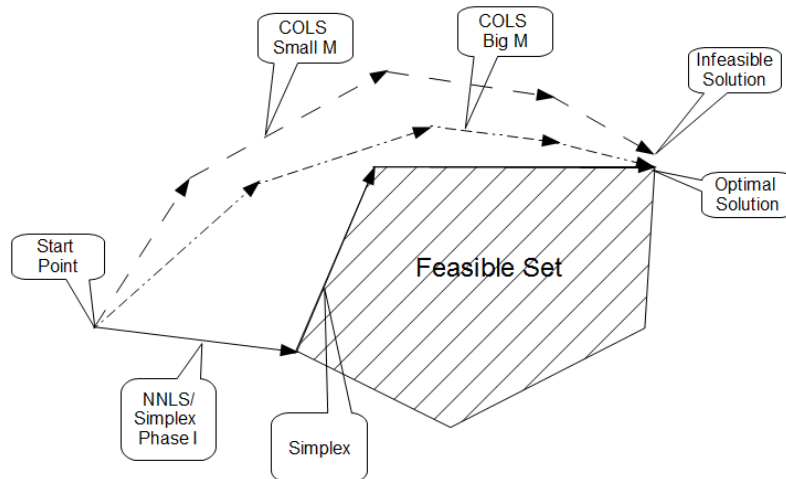 COLS
Small M
COLS
Big M
Infeasible
Solution
Optimal
Solution
Start
Point
Feasible Set
NNLS/
Simplex
Phase I
Simplex